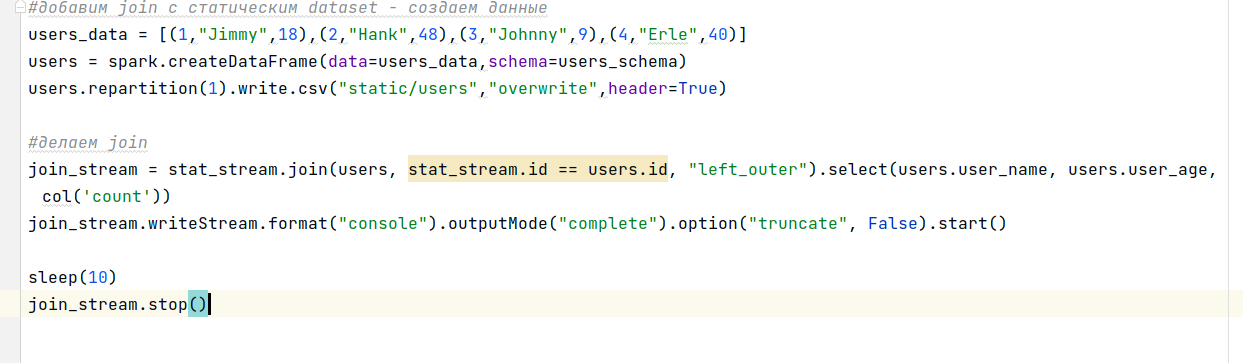 #добавим join с статическим dataset - создаем данные
users_data = [(1,"Jimmy",18),(2,"Hank",48),(3,"Johnny",9),(4,"Erle",40)]
users = spark.createDataFrame(data=users_data,schema=users_schema)
users.repartition(1).write.csv("static/users","overwrite",header=True)
#делаем join
join_stream = stat_stream.join(users, stat_stream.id == users.id, "left_outer").select(users.user_name, users.user_age,
col('count'))
join_stream.writeStream.format("console").outputMode("complete").option("truncate", False).start()
sleep(10)
join_stream.stop()